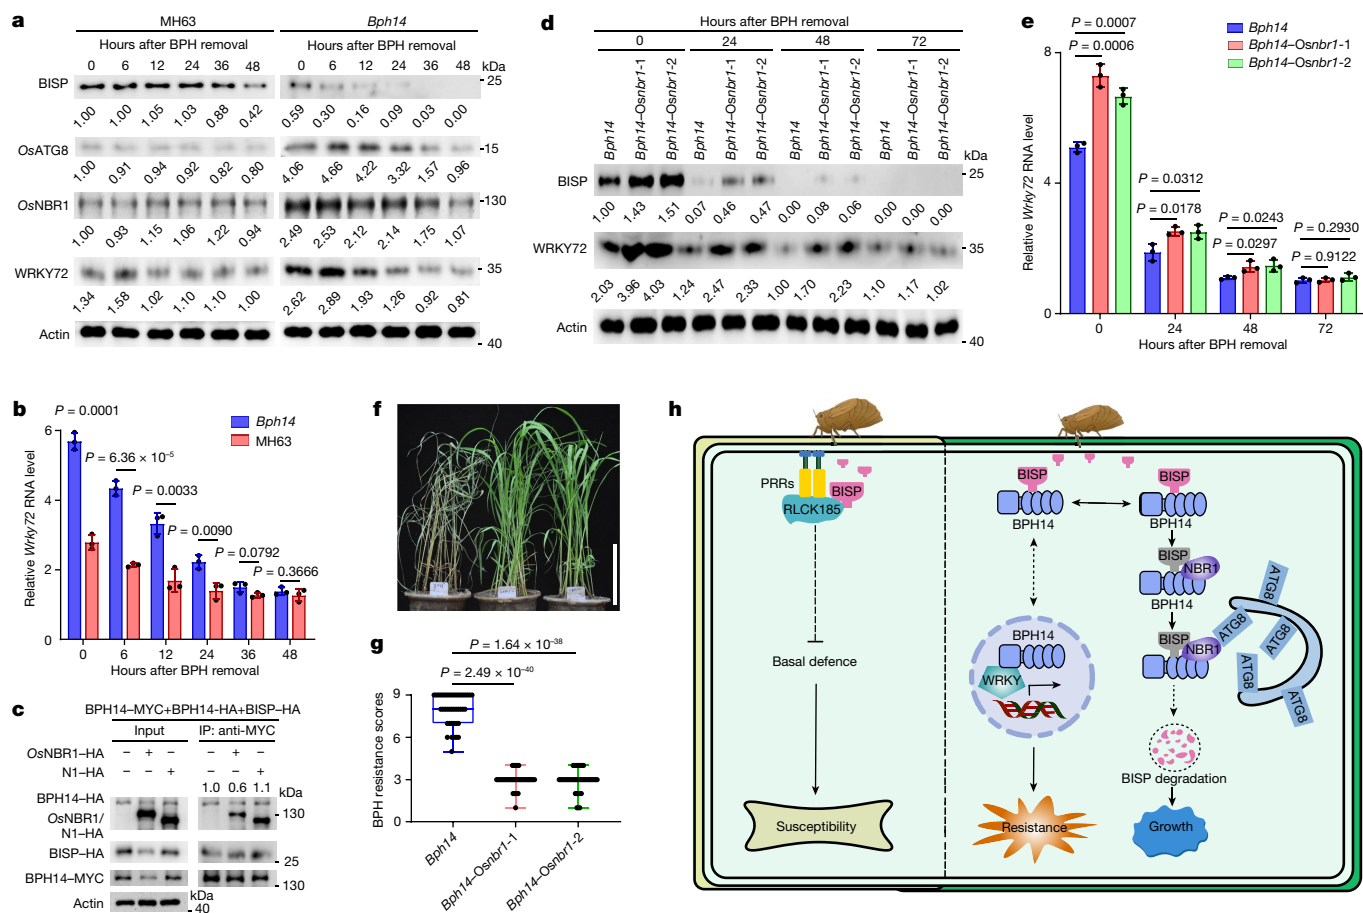 a
MH63
Bph14
Hours after BPH removal
Hours after BPH removal
0 6 12 24 36 48
0 6 12 24 36 48
kDa
BISP
25
1.00 1.00 1.05 1.03 0.88 0.42
0.59 0.30 0.16 0.09 0.03 0.00
OsATG8
15
1.00 0.91 0.94 0.92 0.82 0.80
4.06 4.66 4.22 3.32 1.57 0.96
OsNBR1
130
1.00 0.93 1.15 1.06 1.22 0.94
2.49 2.53 2.12 2.14 1.75 1.07
WRKY72
35
1.34 1.58 1.02 1.10 1.10 1.00
2.62 2.89 1.93 1.26 0.92 0.81
Actin
40
b
P = 0.0001
Bph14
MH63
P = 6.36 × 10⁻⁵
P = 0.0033
P = 0.0090
P = 0.0792
P = 0.3666
Relative Wrky72 RNA level
6
4
2
0
0 6 12 24 36 48
Hours after BPH removal
c
BPH14–MYC+BPH14-HA+BISP–HA
Input
IP: anti-MYC
OsNBR1–HA – + – – + –
N1–HA – – + – – +
1.0 0.6 1.1
kDa
BPH14–HA
OsNBR1/
N1–HA
130
BISP–HA
25
BPH14–MYC
130
kDa
Actin
40
d
Hours after BPH removal
0 24 48 72
Bph14 Bph14–Osnbr1-1 Bph14–Osnbr1-2 Bph14 Bph14–Osnbr1-1 Bph14–Osnbr1-2 Bph14 Bph14–Osnbr1-1 Bph14–Osnbr1-2 Bph14 Bph14–Osnbr1-1 Bph14–Osnbr1-2
kDa
BISP
25
1.00 1.43 1.51 0.07 0.46 0.47 0.00 0.08 0.06 0.00 0.00 0.00
WRKY72
35
2.03 3.96 4.03 1.24 2.47 2.33 1.00 1.70 2.23 1.10 1.17 1.02
Actin
40
e
P = 0.0007
P = 0.0006
Bph14
Bph14–Osnbr1-1
Bph14–Osnbr1-2
P = 0.0312
P = 0.0178
P = 0.0243
P = 0.0297
P = 0.2930
P = 0.9122
Relative Wrky72 RNA level
8
4
0
0 24 48 72
Hours after BPH removal
f
g
P = 1.64 × 10⁻³⁸
P = 2.49 × 10⁻⁴⁰
BPH resistance scores
9
6
3
0
Bph14
Bph14–Osnbr1-1
Bph14–Osnbr1-2
h
PRRs
BISP
RLCK185
Basal defence
Susceptibility
BISP
BPH14
BPH14
WRKY
Resistance
BISP
BPH14
BISP
NBR1
BPH14
BISP
NBR1
ATG8
ATG8
ATG8
ATG8
ATG8
BISP degradation
Growth